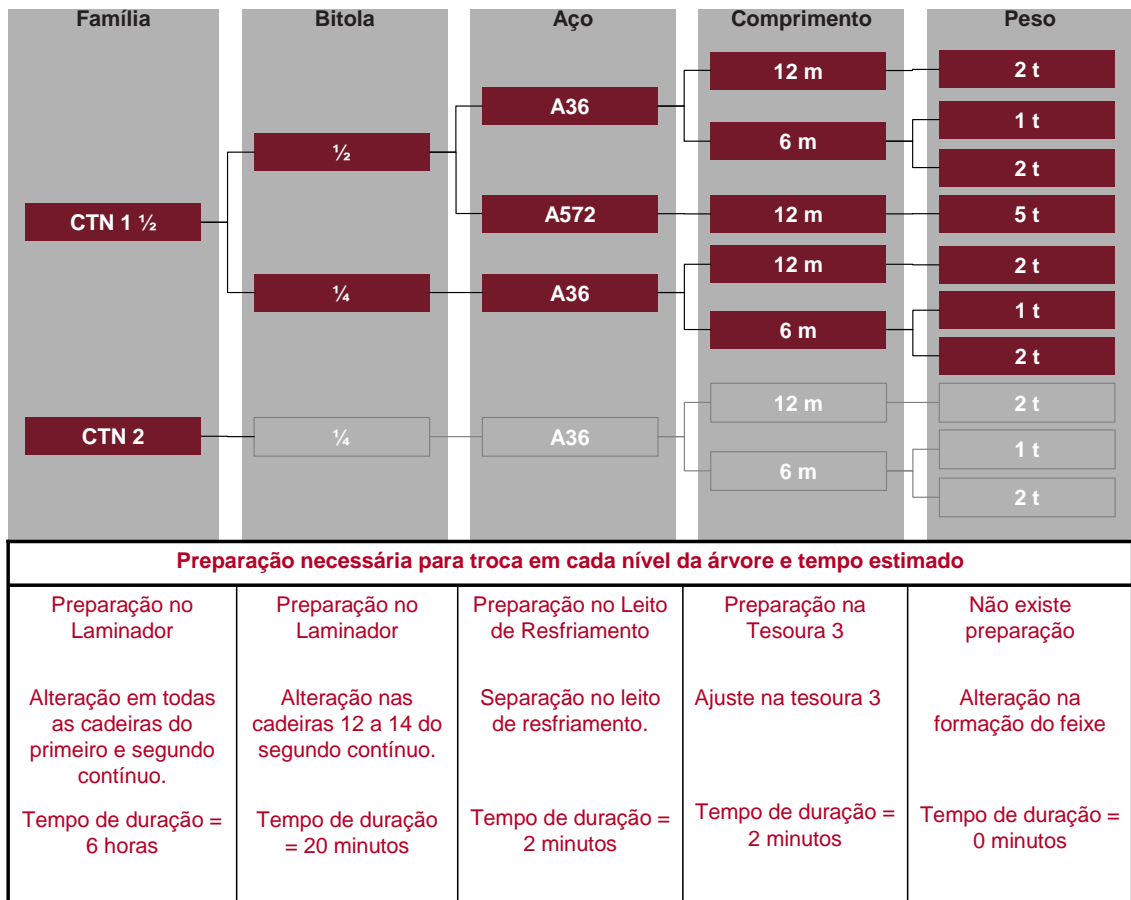 Família
Bitola
Aço
Comprimento
Peso
CTN 1 ½
½
¼
A36
A572
A36
12 m
6 m
12 m
12 m
6 m
2 t
1 t
2 t
5 t
2 t
1 t
2 t
CTN 2
¼
A36
12 m
6 m
2 t
1 t
2 t
Preparação necessária para troca em cada nível da árvore e tempo estimado
Preparação no
Laminador
Alteração em todas
as cadeiras do
primeiro e segundo
contínuo.
Tempo de duração =
6 horas
Preparação no
Laminador
Alteração nas
cadeiras 12 a 14 do
segundo contínuo.
Tempo de duração
= 20 minutos
Preparação no Leito
de Resfriamento
Separação no leito
de resfriamento.
Tempo de duração =
2 minutos
Preparação na
Tesoura 3
Ajuste na tesoura 3
Tempo de duração =
2 minutos
Não existe
preparação
Alteração na
formação do feixe
Tempo de duração =
0 minutos